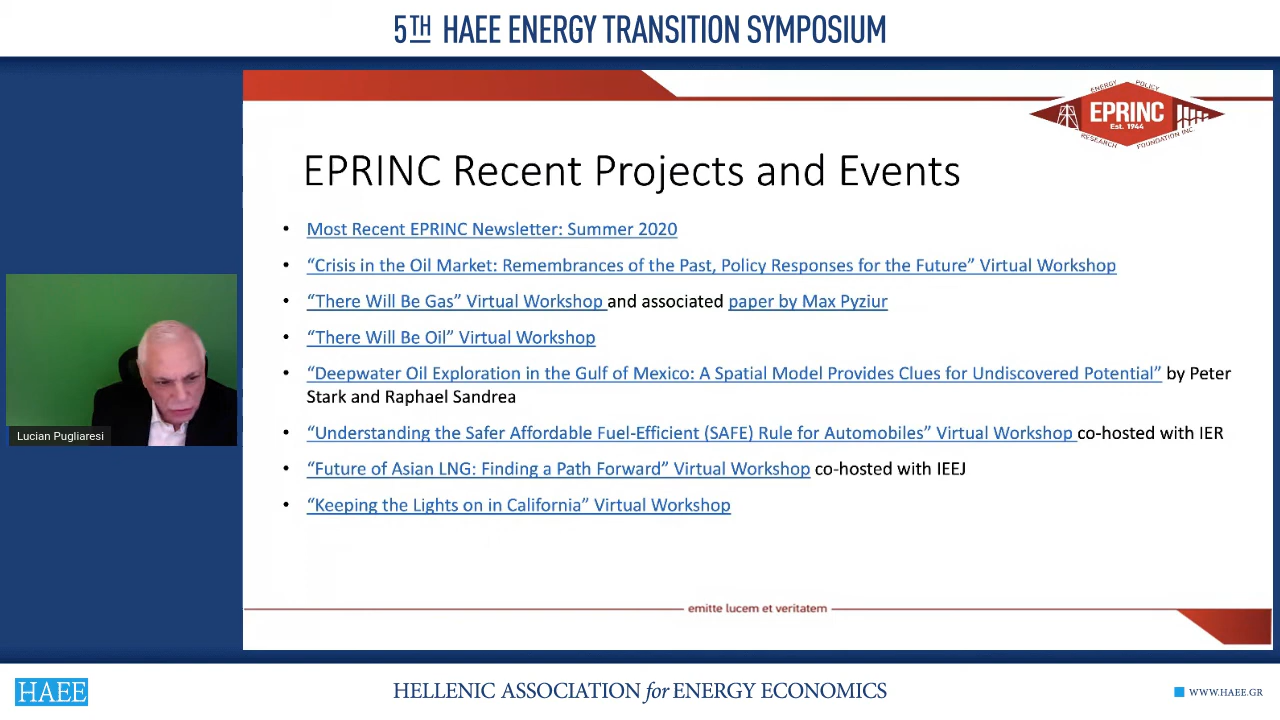 5TH HAEE ENERGY TRANSITION SYMPOSIUM
ENERGY POLICY
EPRINC
Est. 1944
RESEARCH FOUNDATION INC.
EPRINC Recent Projects and Events
• Most Recent EPRINC Newsletter: Summer 2020
• “Crisis in the Oil Market: Remembrances of the Past, Policy Responses for the Future” Virtual Workshop
• “There Will Be Gas” Virtual Workshop and associated paper by Max Pyziur
• “There Will Be Oil” Virtual Workshop
• “Deepwater Oil Exploration in the Gulf of Mexico: A Spatial Model Provides Clues for Undiscovered Potential” by Peter
Stark and Raphael Sandrea
• “Understanding the Safer Affordable Fuel-Efficient (SAFE) Rule for Automobiles” Virtual Workshop co-hosted with IER
• “Future of Asian LNG: Finding a Path Forward” Virtual Workshop co-hosted with IEEJ
• “Keeping the Lights on in California” Virtual Workshop
Lucian Pugliaresi
emitte lucem et veritatem
HAEE
HELLENIC ASSOCIATION for ENERGY ECONOMICS
WWW.HAEE.GR